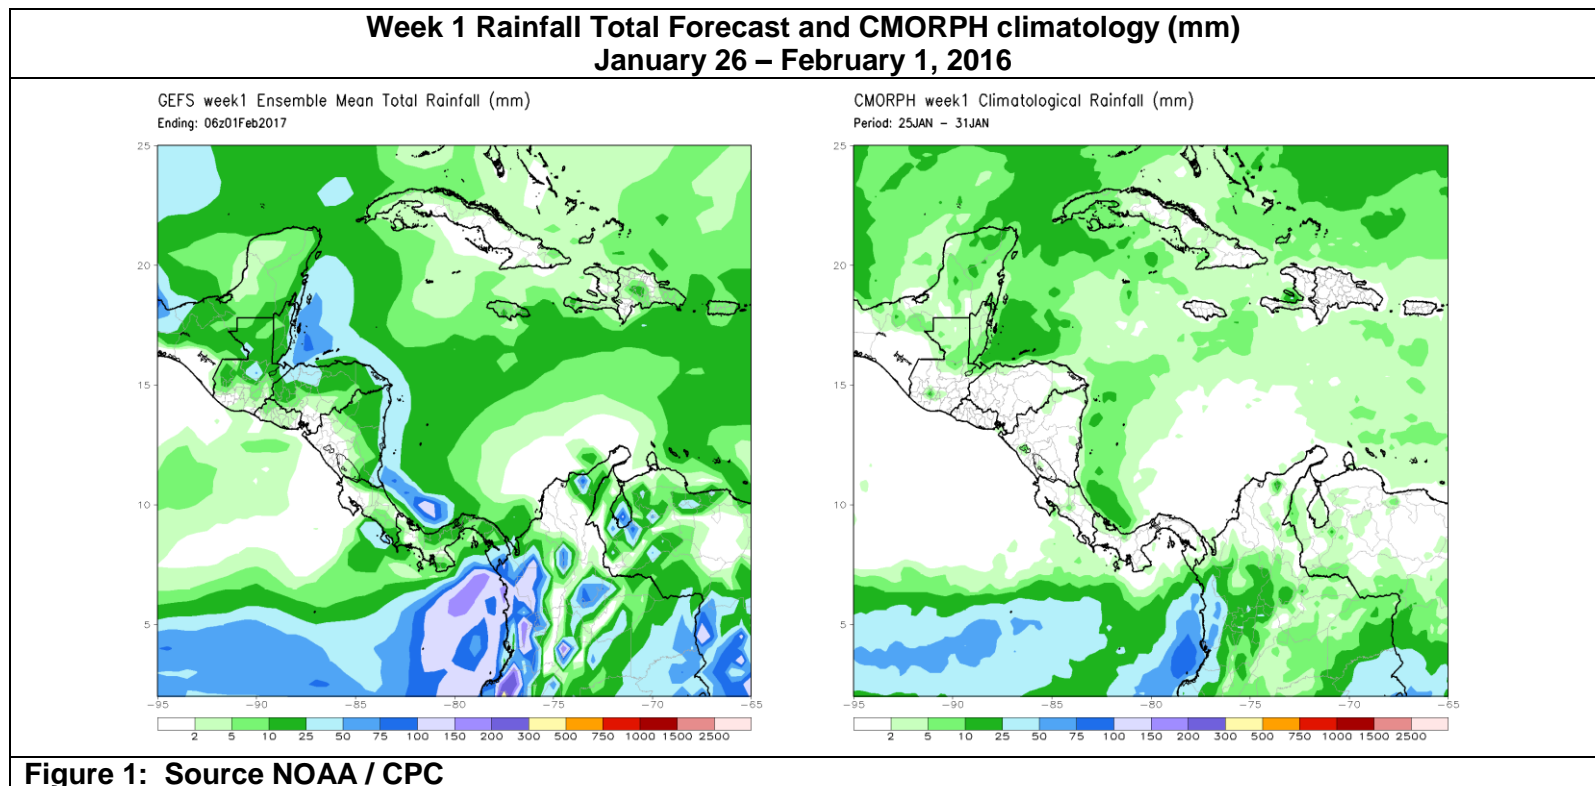 Week 1 Rainfall Total Forecast and CMORPH climatology (mm)
January 26 – February 1, 2016
GEFS week1 Ensemble Mean Total Rainfall (mm)
Ending: 06z01Feb2017
25
20
15
10
5
-95 -90 -85 -80 -75 -70 -65
2 5 10 25 50 75 100 150 200 300 500 750 1000 1500 2500
CMORPH week1 Climatological Rainfall (mm)
Period: 25JAN - 31JAN
25
20
15
10
5
-95 -90 -85 -80 -75 -70 -65
2 5 10 25 50 75 100 150 200 300 500 750 1000 1500 2500
Figure 1: Source NOAA / CPC